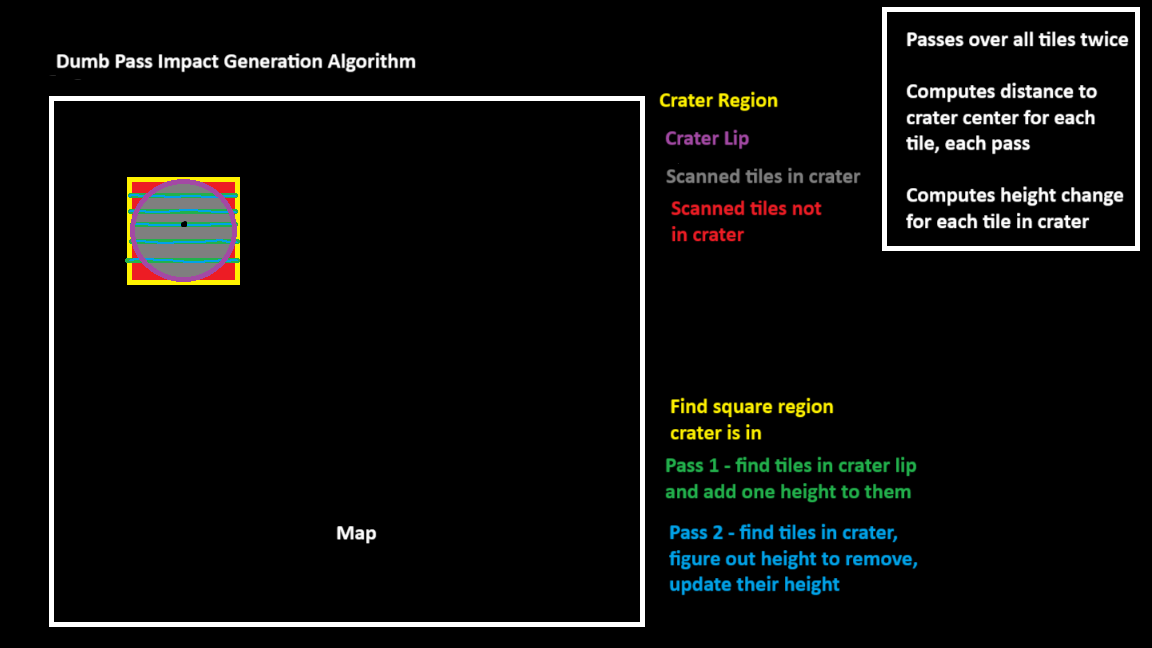 Dumb Pass Impact Generation Algorithm
Crater Region
Crater Lip
Scanned tiles in crater
Scanned tiles not
in crater
Passes over all tiles twice
Computes distance to
crater center for each
tile, each pass
Computes height change
for each tile in crater
Find square region
crater is in
Pass 1 - find tiles in crater lip
and add one height to them
Pass 2 - find tiles in crater,
figure out height to remove,
update their height
Map